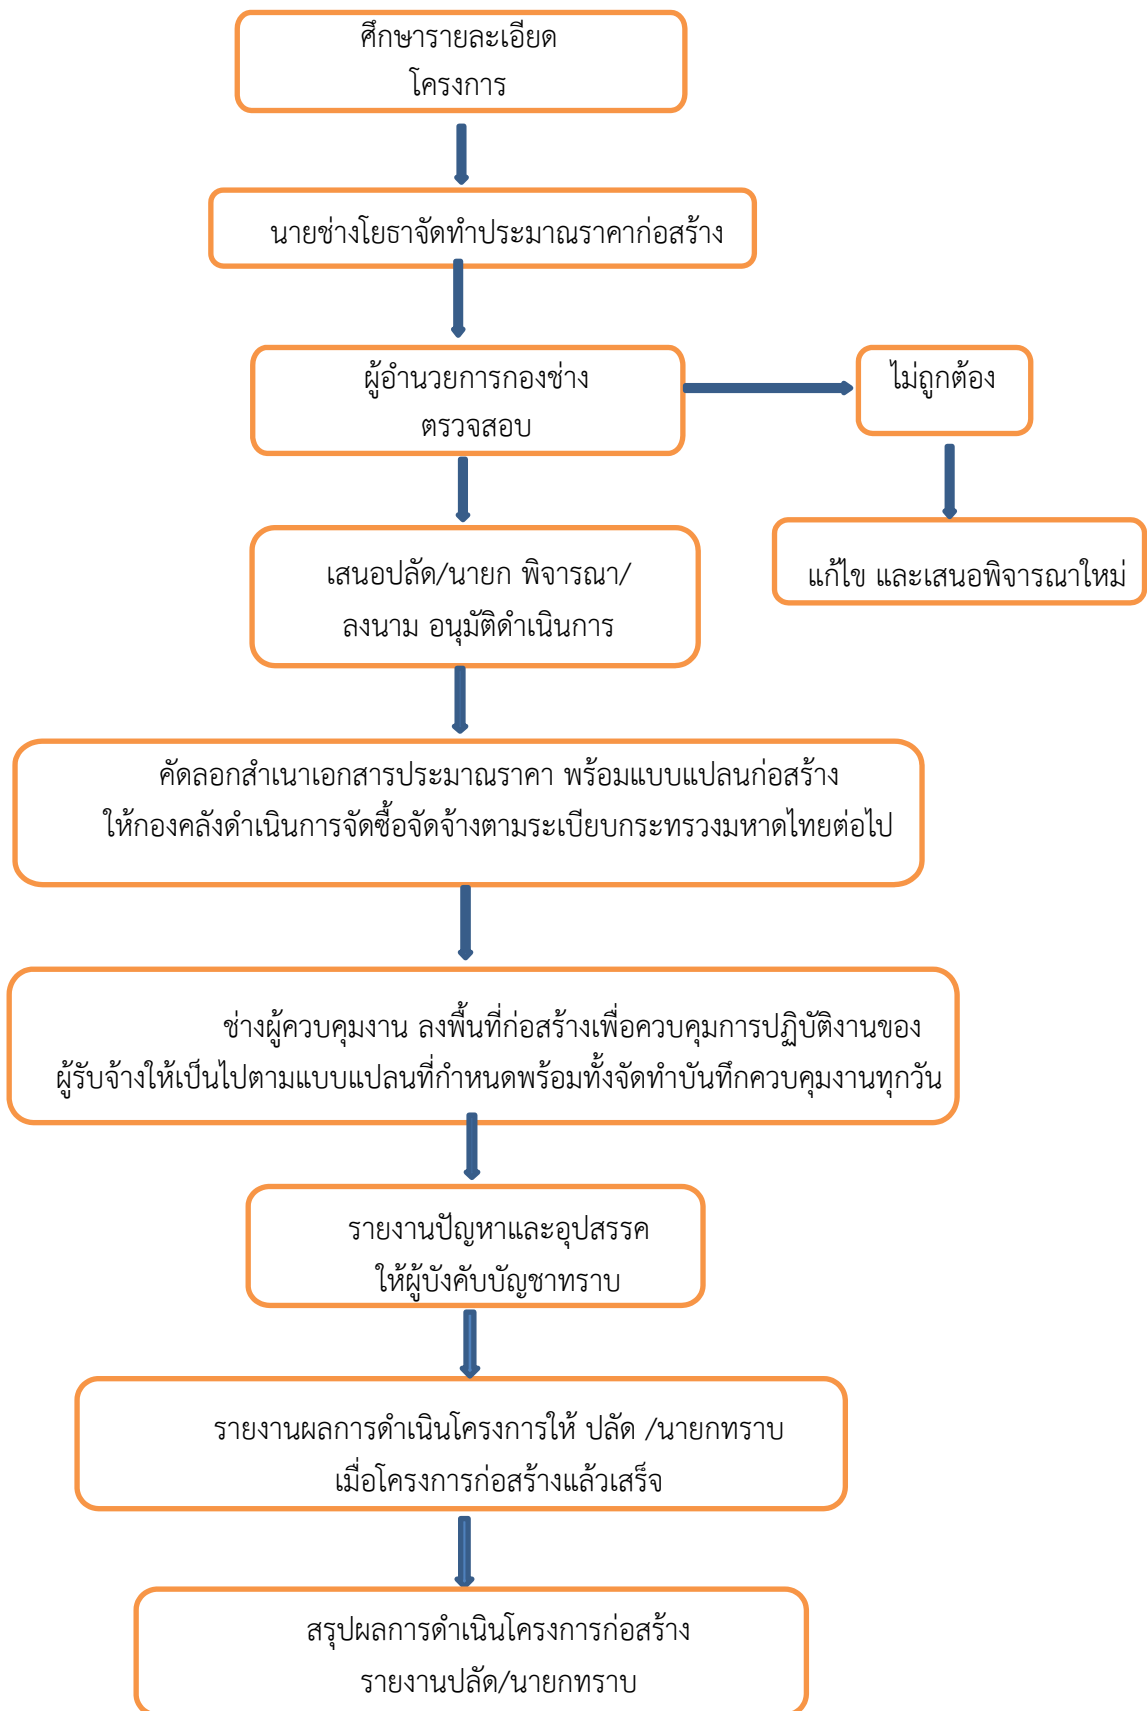 ศึกษารายละเอียด
โครงการ
นายช่างโยธาจัดทำประมาณราคาก่อสร้าง
ผู้อำนวยการกองช่าง
ตรวจสอบ
ไม่ถูกต้อง
แก้ไข และเสนอพิจารณาใหม่
เสนอปลัด/นายก พิจารณา/
ลงนาม อนุมัติดำเนินการ
คัดลอกสำเนาเอกสารประมาณราคา พร้อมแบบแปลนก่อสร้าง
ให้กองคลังดำเนินการจัดซื้อจัดจ้างตามระเบียบกระทรวงมหาดไทยต่อไป
ช่างผู้ควบคุมงาน ลงพื้นที่ก่อสร้างเพื่อควบคุมการปฏิบัติงานของ
ผู้รับจ้างให้เป็นไปตามแบบแปลนที่กำหนดพร้อมทั้งจัดทำบันทึกควบคุมงานทุกวัน
รายงานปัญหาและอุปสรรค
ให้ผู้บังคับบัญชาทราบ
รายงานผลการดำเนินโครงการให้ ปลัด /นายกทราบ
เมื่อโครงการก่อสร้างแล้วเสร็จ
สรุปผลการดำเนินโครงการก่อสร้าง
รายงานปลัด/นายกทราบ